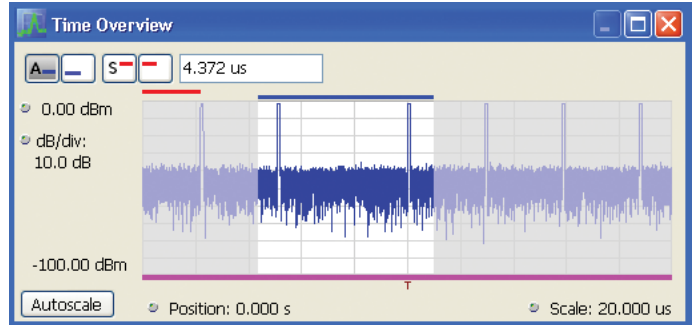 Time Overview
A S 4.372 us
0.00 dBm
dB/div:
10.0 dB
-100.00 dBm
T
Autoscale
Position: 0.000 s
Scale: 20.000 us